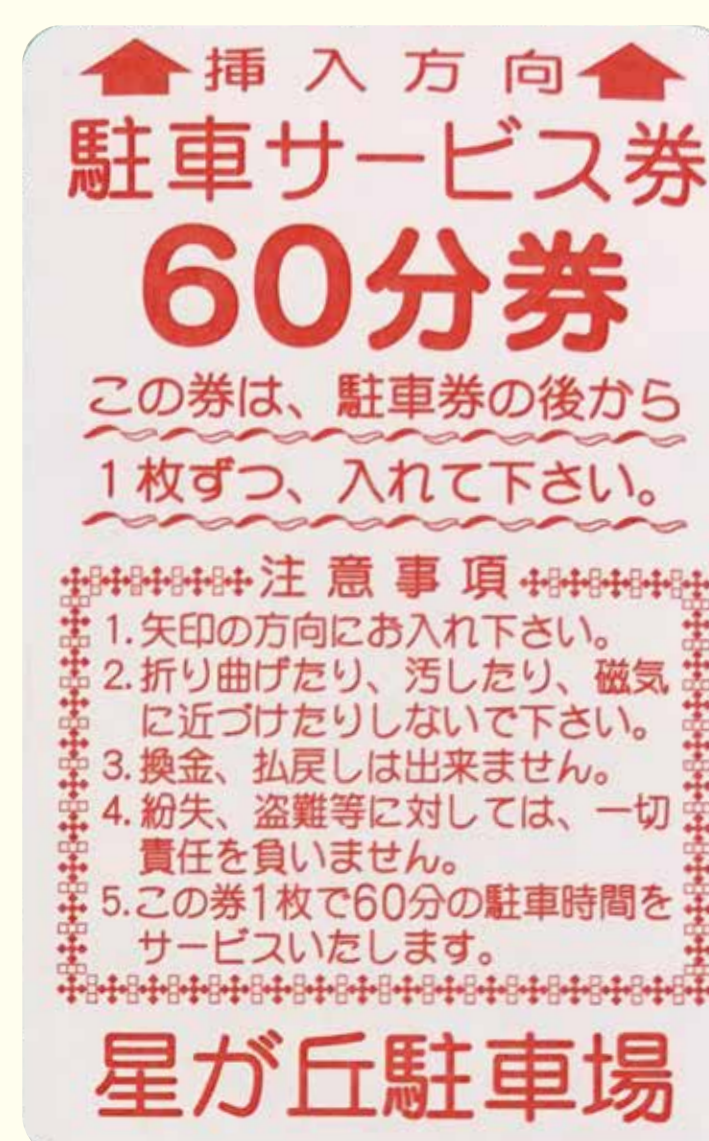 挿入方向
駐車サービス券
60分券
この券は、駐車券の後から
1枚ずつ、入れて下さい。
注意事項
1.矢印の方向にお入れ下さい。
2.折り曲げたり、汚したり、磁気
に近づけたりしないで下さい。
3.換金、払戻しは出来ません。
4.紛失、盗難等に対しては、一切
責任を負いません。
5.この券1枚で60分の駐車時間を
サービスいたします。
星が丘駐車場